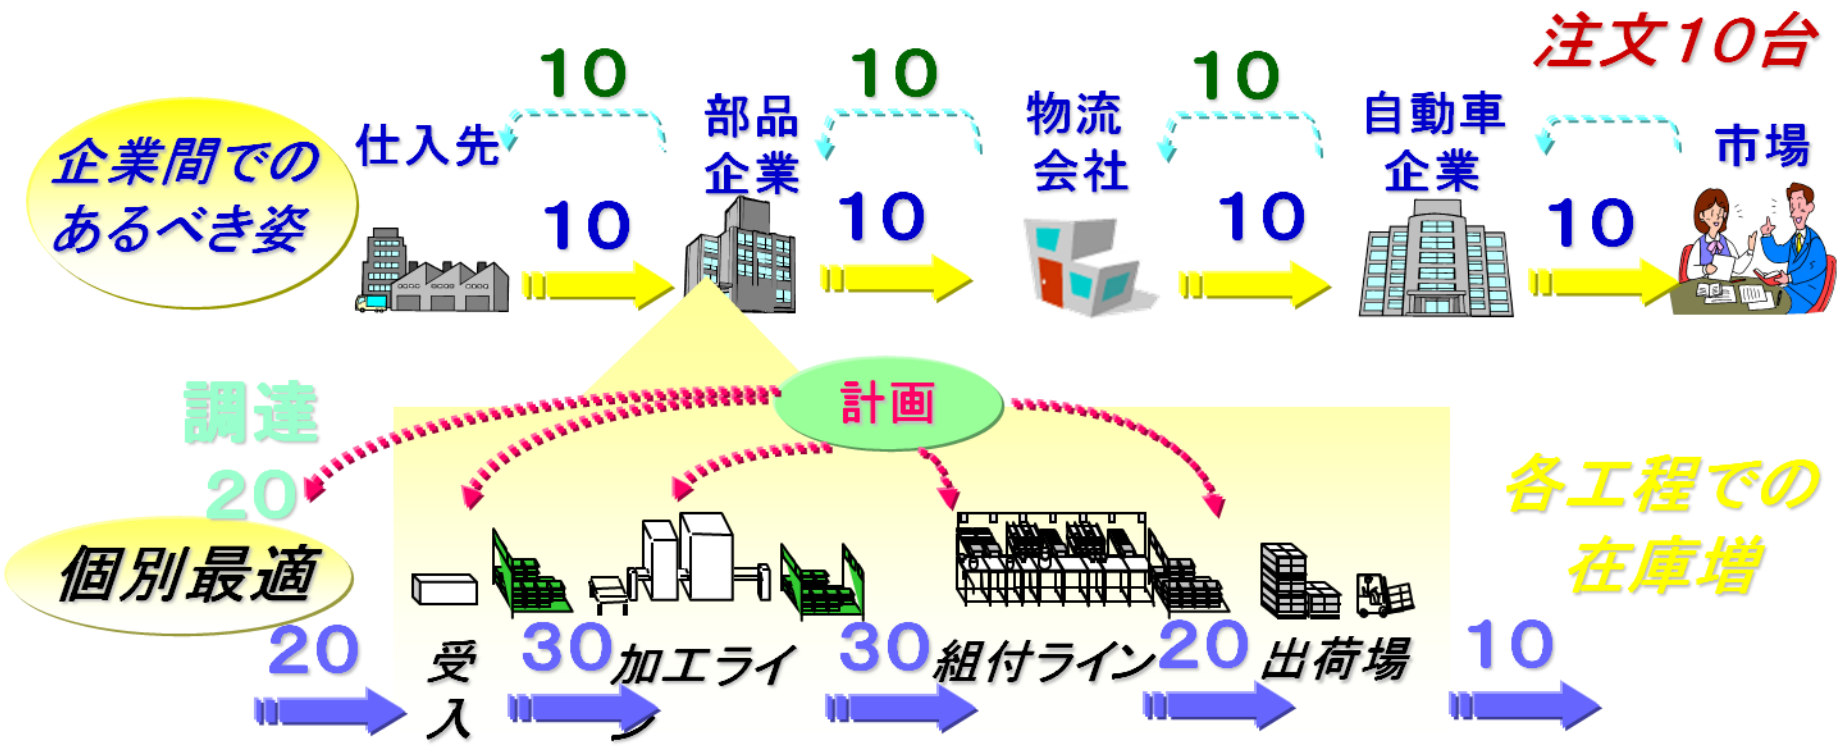 注文10台
10
10
10
仕入先
部品
企業
物流
会社
自動車
企業
市場
企業間での
あるべき姿
10
10
10
10
計画
調達
20
各工程での
在庫増
個別最適
20
受
入
30
加工ライ
ン
30
組付ライン
20
出荷場
10